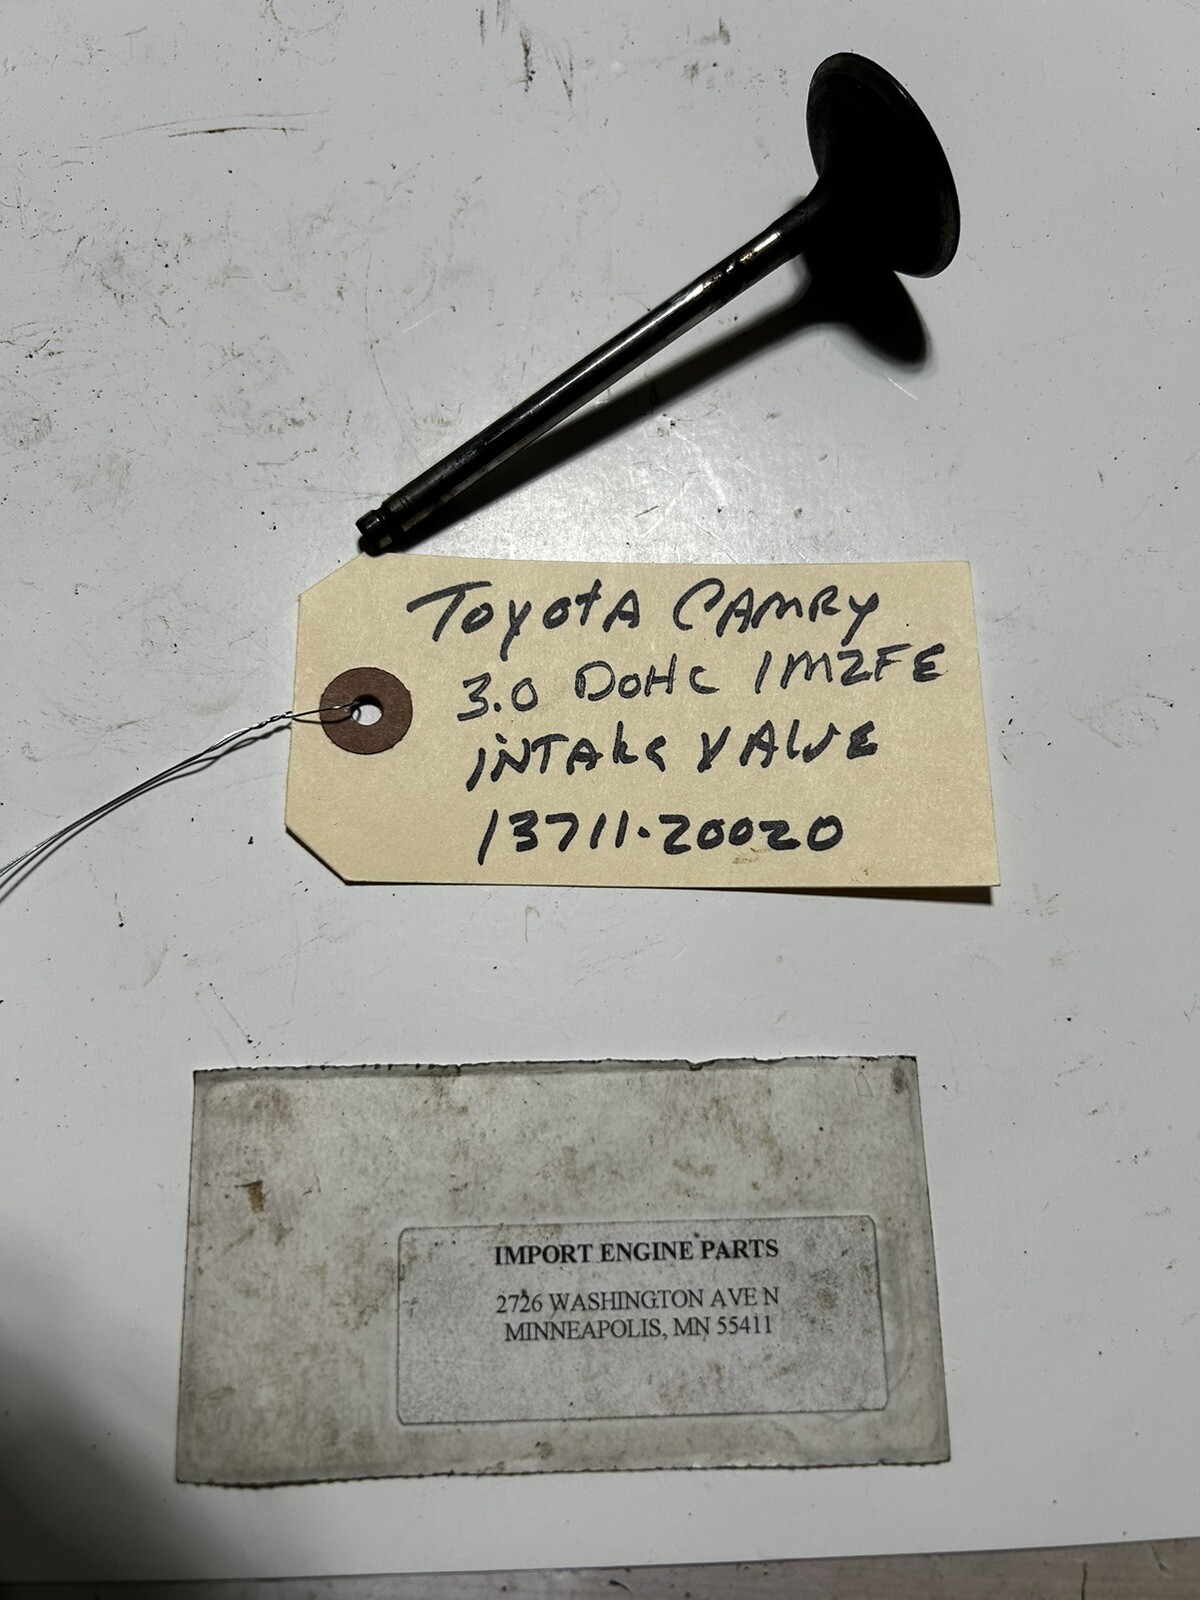 Toyota CAMRY
3.0 DOHC 1MZFE
INTAKE VALVE
13711-20020
IMPORT ENGINE PARTS
2726 WASHINGTON AVE N
MINNEAPOLIS, MN 55411